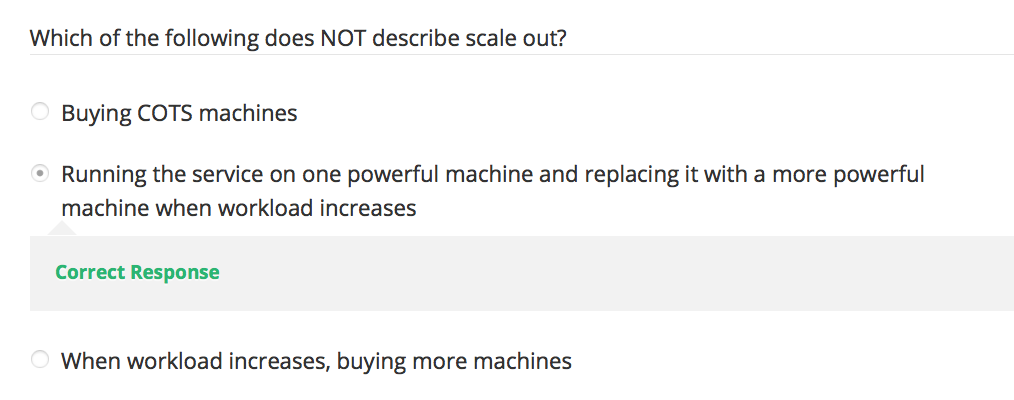 Which of the following does NOT describe scale out?
Buying COTS machines
Running the service on one powerful machine and replacing it with a more powerful
machine when workload increases
Correct Response
When workload increases, buying more machines